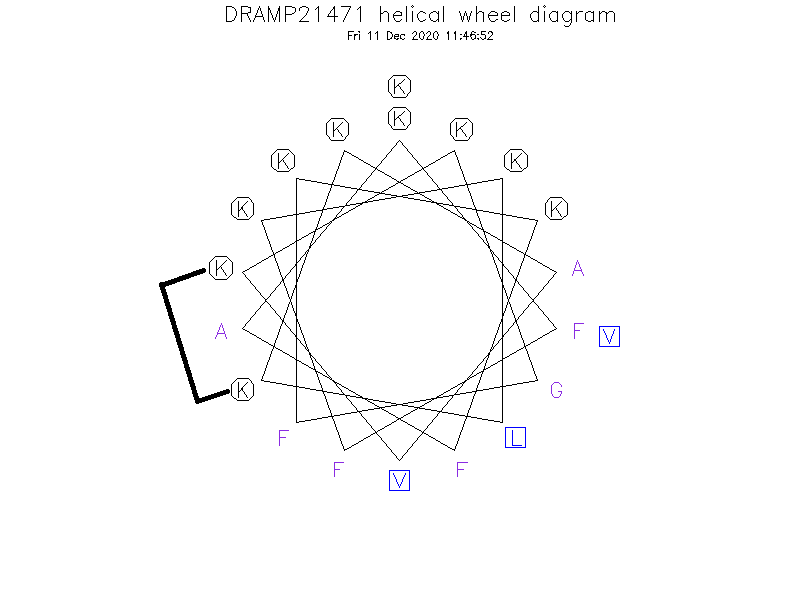 DRAMP21471 helical wheel diagram
Fri 11 Dec 2020 11:46:52
K
K
K K
K K
K K
K A
A F V
K G
F L
F F
V